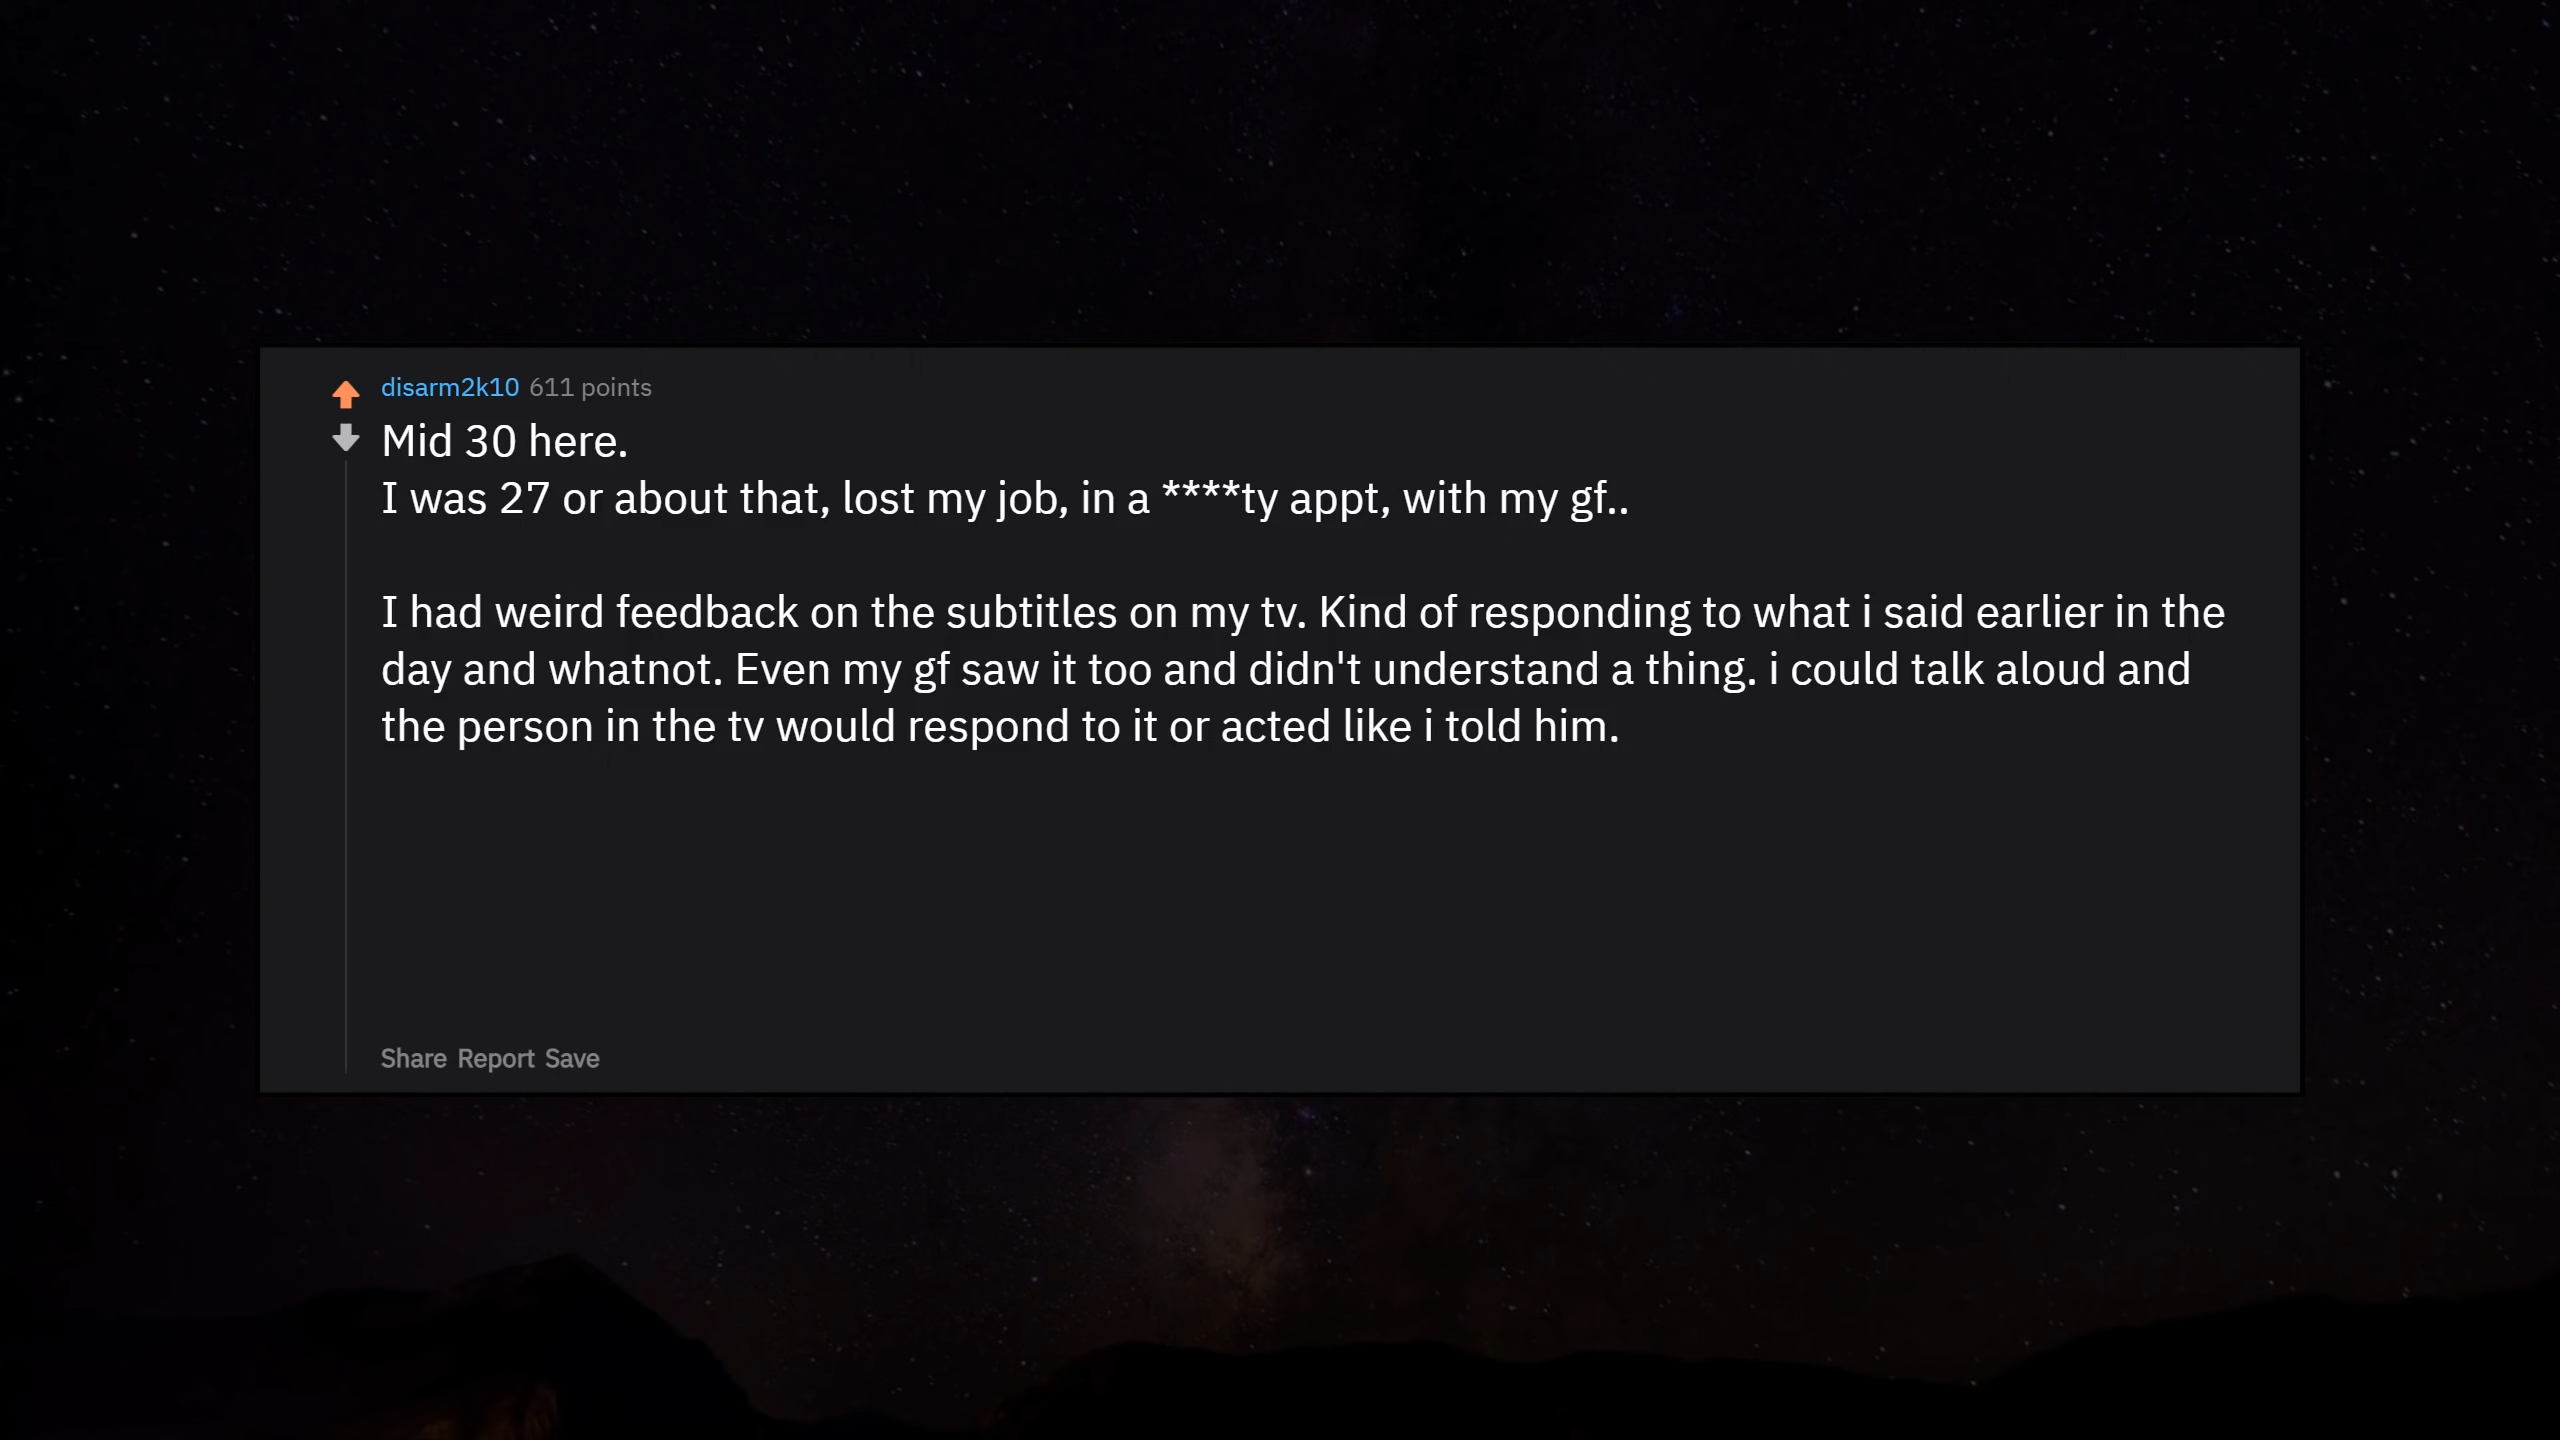 disarm2k10 611 points
Mid 30 here.
I was 27 or about that, lost my job, in a ****ty appt, with my gf..
I had weird feedback on the subtitles on my tv. Kind of responding to what i said earlier in the
day and whatnot. Even my gf saw it too and didn't understand a thing. i could talk aloud and
the person in the tv would respond to it or acted like i told him.
Share Report Save